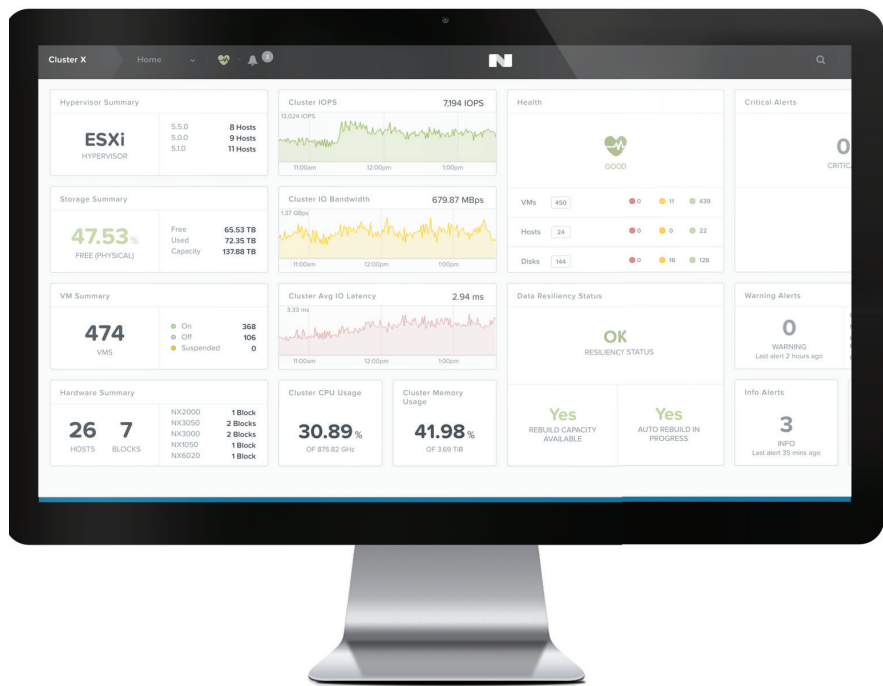 Cluster X
Home
3
N
Hypervisor Summary
ESXi
HYPERVISOR
5.5.0 8 Hosts
5.0.0 9 Hosts
5.1.0 11 Hosts
Cluster IOPS 7,194 IOPS
13,024 IOPS
11:00am 12:00pm 1:00pm
Health
GOOD
VMs 450 0 11 439
Hosts 24 0 0 22
Disks 144 0 16 128
Critical Alerts
0
CRITIC
Storage Summary
47.53%
FREE (PHYSICAL)
Free 65.53 TB
Used 72.35 TB
Capacity 137.88 TB
Cluster IO Bandwidth 679.87 MBps
1.37 GBps
11:00am 12:00pm 1:00pm
VM Summary
474
VMS
On 368
Off 106
Suspended 0
Cluster Avg IO Latency 2.94 ms
3.33 ms
11:00am 12:00pm 1:00pm
Data Resiliency Status
OK
RESILIENCY STATUS
Yes
REBUILD CAPACITY
AVAILABLE
Yes
AUTO REBUILD IN
PROGRESS
Warning Alerts
0
WARNING
Last alert 2 hours ago
Hardware Summary
26
HOSTS
7
BLOCKS
NX2000 1 Block
NX3050 2 Blocks
NX3000 2 Blocks
NX1050 1 Block
NX6020 1 Block
Cluster CPU Usage
30.89%
OF 875.82 GHz
Cluster Memory
Usage
41.98%
OF 3.69 TiB
Info Alerts
3
INFO
Last alert 35 mins ago